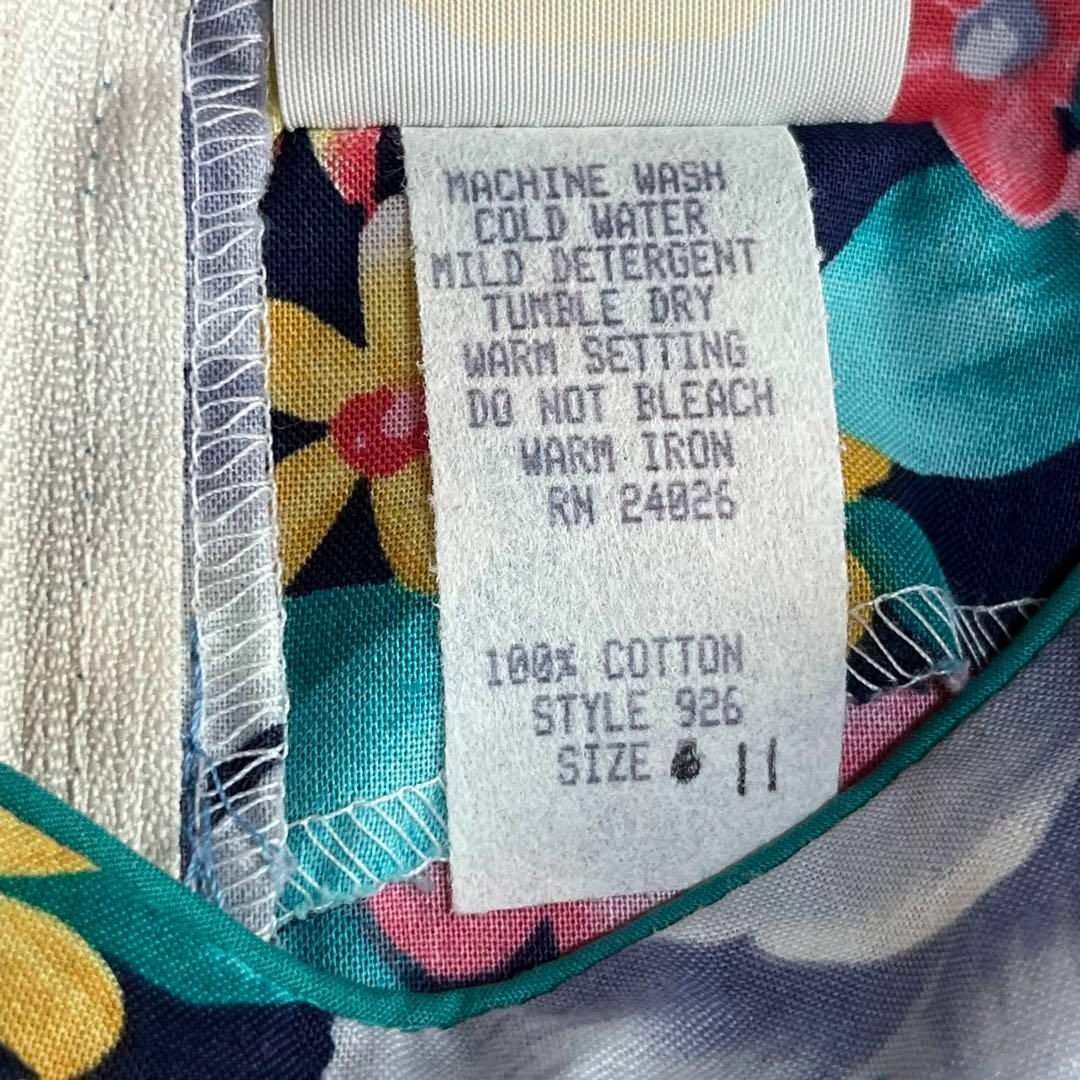 MACHINE WASH
COLD WATER
MILD DETERGENT
TUMBLE DRY
WARM SETTING
DO NOT BLEACH
WARM IRON
RN 24026
100% COTTON
STYLE 926
SIZE 11